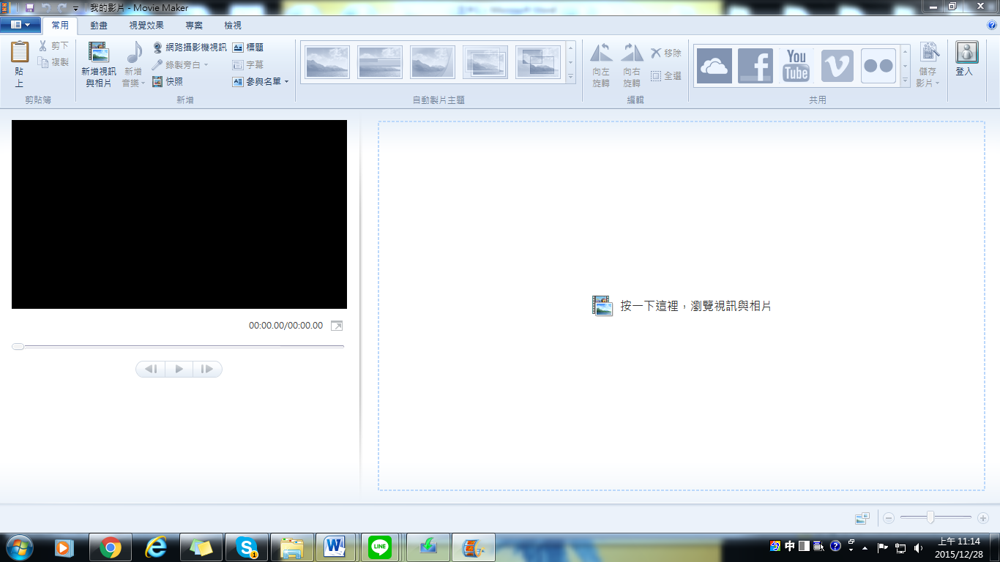 我的影片 - Movie Maker
常用 動畫 視覺效果 專案 檢視
貼上
剪下
複製
剪貼簿
新增視訊與相片
新增音樂
網路攝影機視訊
錄製旁白
快照
標題
字幕
參與名單
新增
自動製片主題
向左旋轉
向右旋轉
移除
全選
編輯
f
You
Tube
v
共用
儲存影片
登入
按一下這裡，瀏覽視訊與相片
00:00.00/00:00.00
S
1
W
LINE
中
上午 11:14
2015/12/28